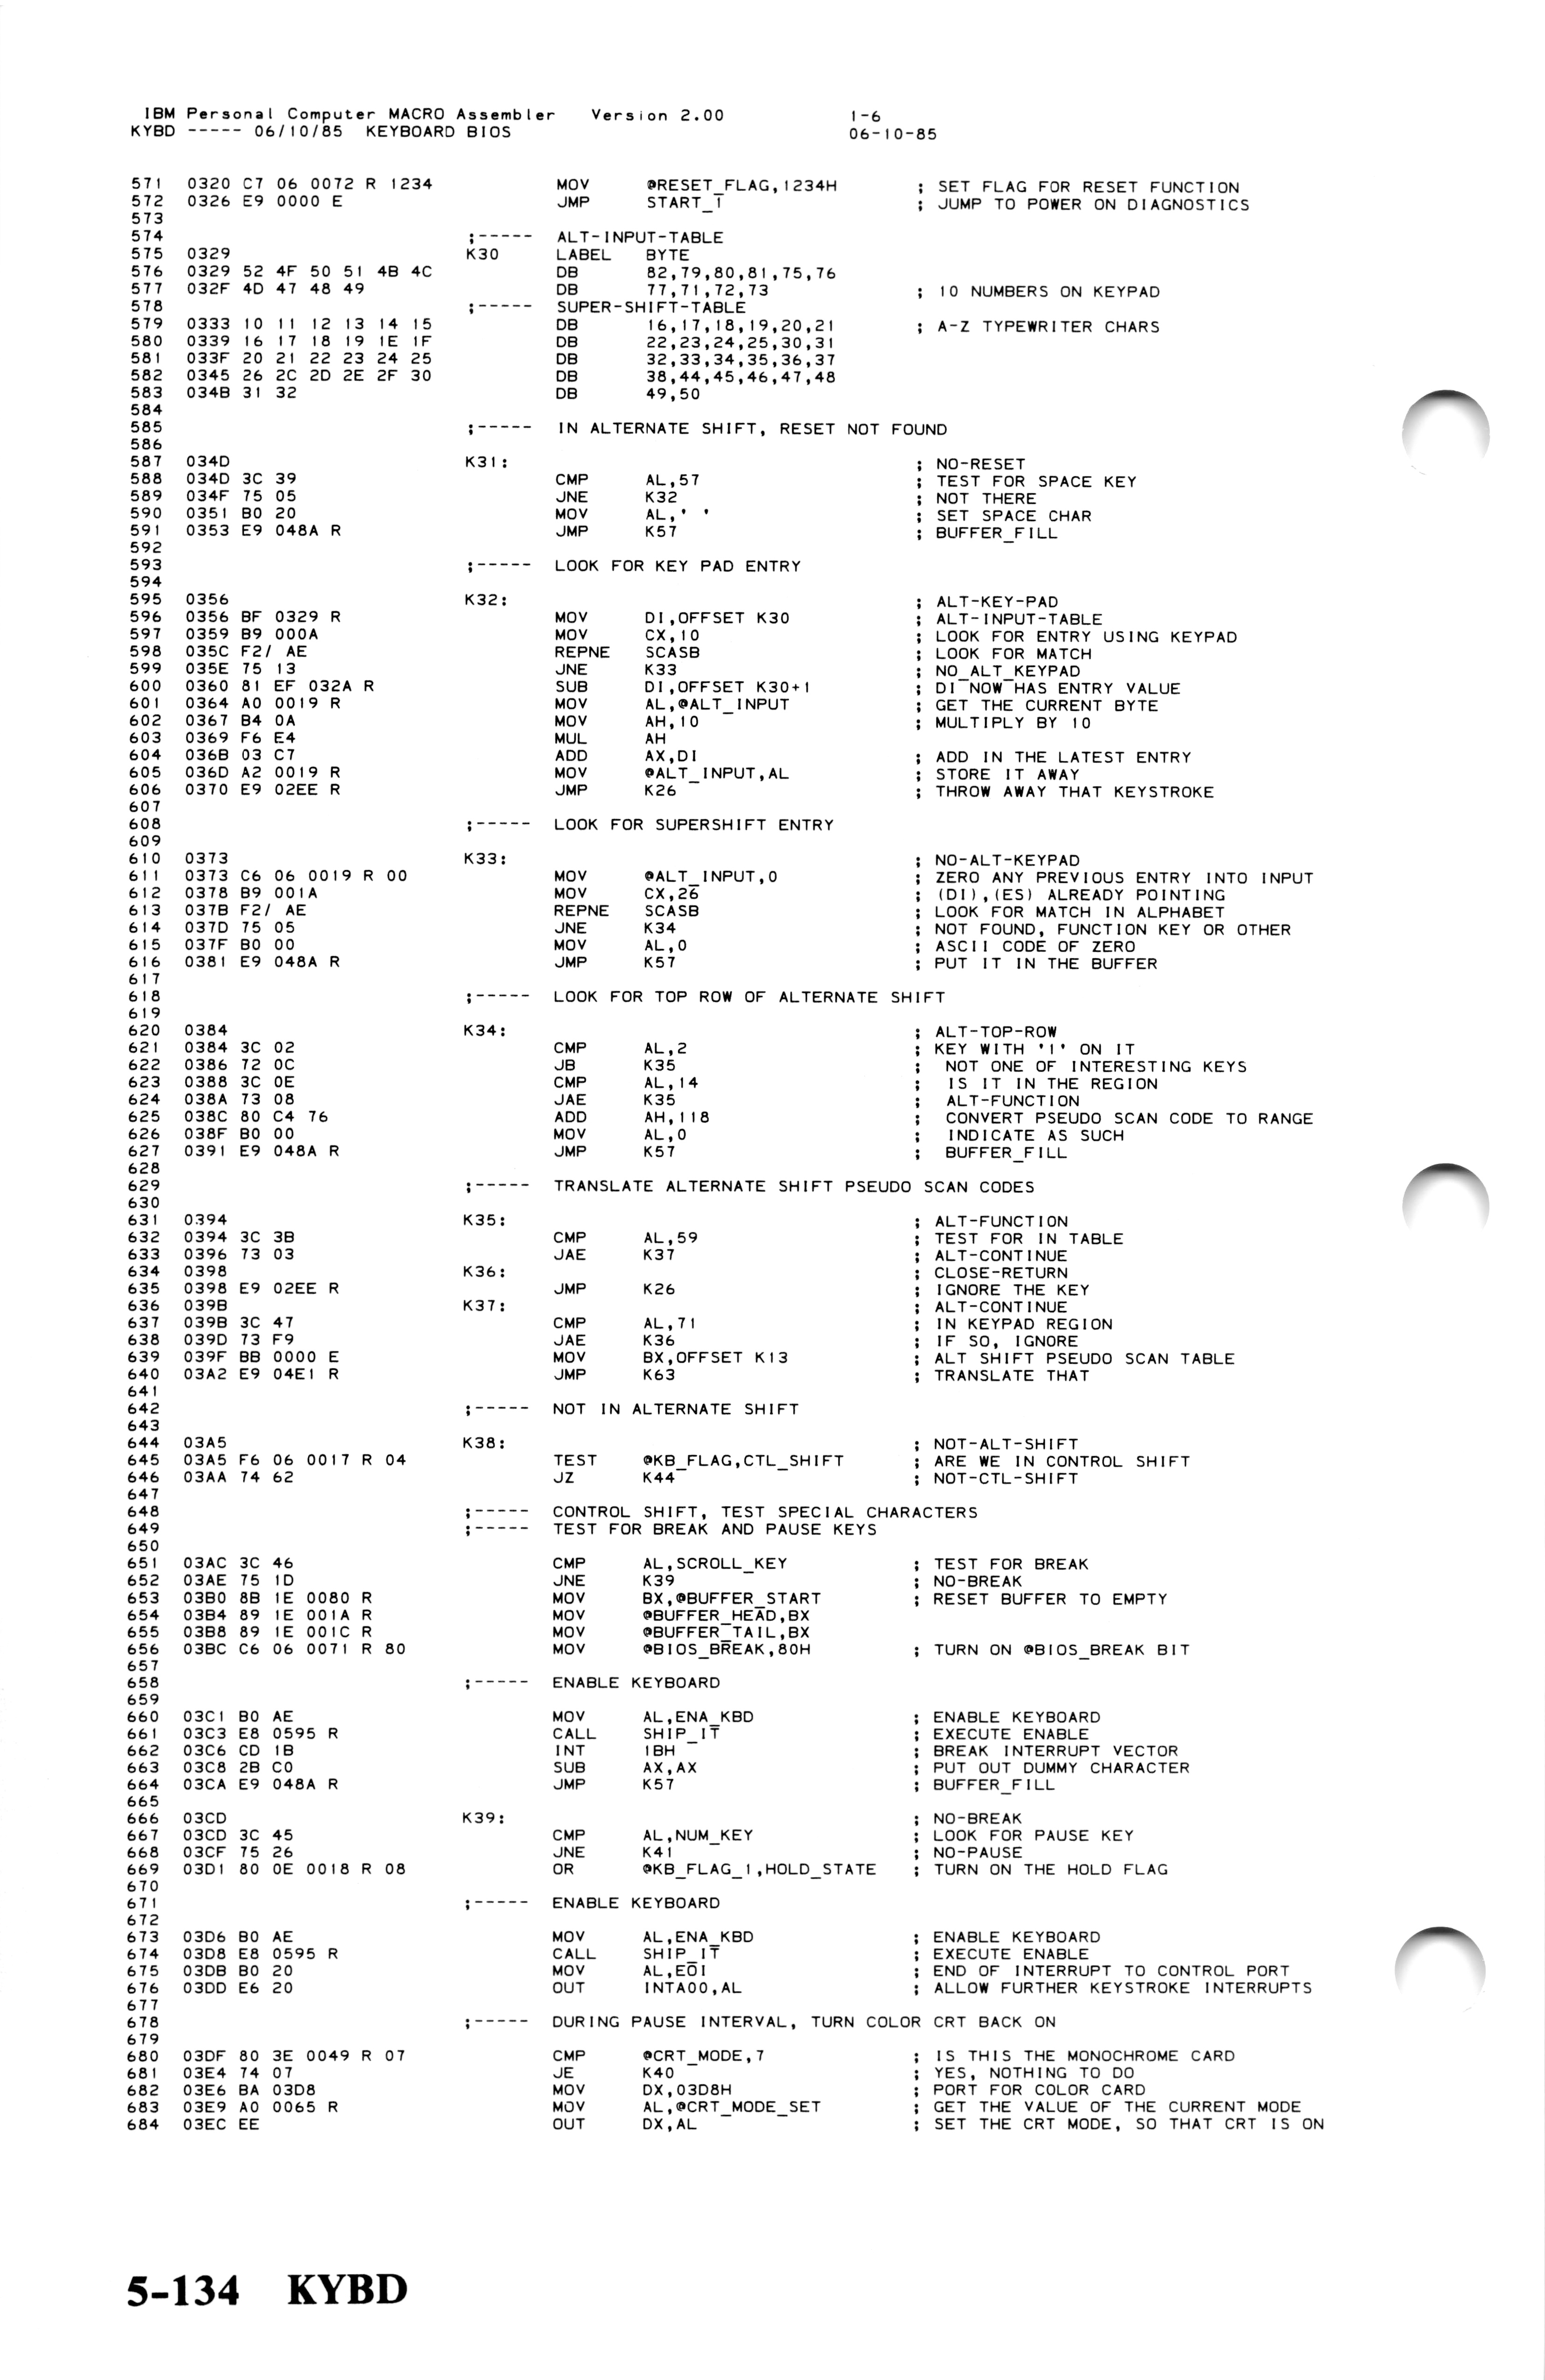 IBM Personal Computer MACRO Assembler Version 2.00 1-6
KYBD ----- 06/10/85 KEYBOARD BIOS 06-10-85
571 0320 C7 06 0072 R 1234 MOV @RESET_FLAG,1234H ; SET FLAG FOR RESET FUNCTION
572 0326 E9 0000 E JMP START_1 ; JUMP TO POWER ON DIAGNOSTICS
573
574 ;----- ALT-INPUT-TABLE
575 0329 K30 LABEL BYTE
576 0329 52 4F 50 51 4B 4C DB 82,79,80,81,75,76
577 032F 4D 47 48 49 DB 77,71,72,73 ; 10 NUMBERS ON KEYPAD
578 ;----- SUPER-SHIFT-TABLE
579 0333 10 11 12 13 14 15 DB 16,17,18,19,20,21 ; A-Z TYPEWRITER CHARS
580 0339 16 17 18 19 1E 1F DB 22,23,24,25,30,31
581 033F 20 21 22 23 24 25 DB 32,33,34,35,36,37
582 0345 26 2C 2D 2E 2F 30 DB 38,44,45,46,47,48
583 034B 31 32 DB 49,50
584
585 ;----- IN ALTERNATE SHIFT, RESET NOT FOUND
586
587 034D K31: ; NO-RESET
588 034D 3C 39 CMP AL,57 ; TEST FOR SPACE KEY
589 034F 75 05 JNE K32 ; NOT THERE
590 0351 B0 20 MOV AL,' ' ; SET SPACE CHAR
591 0353 E9 048A R JMP K57 ; BUFFER_FILL
592
593 ;----- LOOK FOR KEY PAD ENTRY
594
595 0356 K32: ; ALT-KEY-PAD
596 0356 BF 0329 R MOV DI,OFFSET K30 ; ALT-INPUT-TABLE
597 0359 B9 000A MOV CX,10 ; LOOK FOR ENTRY USING KEYPAD
598 035C F2/ AE REPNE SCASB ; LOOK FOR MATCH
599 035E 75 13 JNE K33 ; NO_ALT_KEYPAD
600 0360 81 EF 032A R SUB DI,OFFSET K30+1 ; DI NOW HAS ENTRY VALUE
601 0364 A0 0019 R MOV AL,@ALT_INPUT ; GET THE CURRENT BYTE
602 0367 B4 0A MOV AH,10 ; MULTIPLY BY 10
603 0369 F6 E4 MUL AH
604 036B 03 C7 ADD AX,DI ; ADD IN THE LATEST ENTRY
605 036D A2 0019 R MOV @ALT_INPUT,AL ; STORE IT AWAY
606 0370 E9 02EE R JMP K26 ; THROW AWAY THAT KEYSTROKE
607
608 ;----- LOOK FOR SUPERSHIFT ENTRY
609
610 0373 K33: ; NO-ALT-KEYPAD
611 0373 C6 06 0019 R 00 MOV @ALT_INPUT,0 ; ZERO ANY PREVIOUS ENTRY INTO INPUT
612 0378 B9 001A MOV CX,26 ; (DI),(ES) ALREADY POINTING
613 037B F2/ AE REPNE SCASB ; LOOK FOR MATCH IN ALPHABET
614 037D 75 05 JNE K34 ; NOT FOUND, FUNCTION KEY OR OTHER
615 037F B0 00 MOV AL,0 ; ASCII CODE OF ZERO
616 0381 E9 048A R JMP K57 ; PUT IT IN THE BUFFER
617
618 ;----- LOOK FOR TOP ROW OF ALTERNATE SHIFT
619
620 0384 K34: ; ALT-TOP-ROW
621 0384 3C 02 CMP AL,2 ; KEY WITH '1' ON IT
622 0386 72 0C JB K35 ; NOT ONE OF INTERESTING KEYS
623 0388 3C 0E CMP AL,14 ; IS IT IN THE REGION
624 038A 73 08 JAE K35 ; ALT-FUNCTION
625 038C 80 C4 76 ADD AH,118 ; CONVERT PSEUDO SCAN CODE TO RANGE
626 038F B0 00 MOV AL,0 ; INDICATE AS SUCH
627 0391 E9 048A R JMP K57 ; BUFFER_FILL
628
629 ;----- TRANSLATE ALTERNATE SHIFT PSEUDO SCAN CODES
630
631 0394 K35: ; ALT-FUNCTION
632 0394 3C 3B CMP AL,59 ; TEST FOR IN TABLE
633 0396 73 03 JAE K37 ; ALT-CONTINUE
634 0398 K36: ; CLOSE-RETURN
635 0398 E9 02EE R JMP K26 ; IGNORE THE KEY
636 039B K37: ; ALT-CONTINUE
637 039B 3C 47 CMP AL,71 ; IN KEYPAD REGION
638 039D 73 F9 JAE K36 ; IF SO, IGNORE
639 039F BB 0000 E MOV BX,OFFSET K13 ; ALT SHIFT PSEUDO SCAN TABLE
640 03A2 E9 04E1 R JMP K63 ; TRANSLATE THAT
641
642 ;----- NOT IN ALTERNATE SHIFT
643
644 03A5 K38: ; NOT-ALT-SHIFT
645 03A5 F6 06 0017 R 04 TEST @KB_FLAG,CTL_SHIFT ; ARE WE IN CONTROL SHIFT
646 03AA 74 62 JZ K44 ; NOT-CTL-SHIFT
647
648 ;----- CONTROL SHIFT, TEST SPECIAL CHARACTERS
649 ;----- TEST FOR BREAK AND PAUSE KEYS
650
651 03AC 3C 46 CMP AL,SCROLL_KEY ; TEST FOR BREAK
652 03AE 75 1D JNE K39 ; NO-BREAK
653 03B0 8B 1E 0080 R MOV BX,@BUFFER_START ; RESET BUFFER TO EMPTY
654 03B4 89 1E 001A R MOV @BUFFER_HEAD,BX
655 03B8 89 1E 001C R MOV @BUFFER_TAIL,BX
656 03BC C6 06 0071 R 80 MOV @BIOS_BREAK,80H ; TURN ON @BIOS_BREAK BIT
657
658 ;----- ENABLE KEYBOARD
659
660 03C1 B0 AE MOV AL,ENA_KBD ; ENABLE KEYBOARD
661 03C3 E8 0595 R CALL SHIP_IT ; EXECUTE ENABLE
662 03C6 CD 1B INT 1BH ; BREAK INTERRUPT VECTOR
663 03C8 2B C0 SUB AX,AX ; PUT OUT DUMMY CHARACTER
664 03CA E9 048A R JMP K57 ; BUFFER_FILL
665
666 03CD K39: ; NO-BREAK
667 03CD 3C 45 CMP AL,NUM_KEY ; LOOK FOR PAUSE KEY
668 03CF 75 26 JNE K41 ; NO-PAUSE
669 03D1 80 0E 0018 R 08 OR @KB_FLAG_1,HOLD_STATE ; TURN ON THE HOLD FLAG
670
671 ;----- ENABLE KEYBOARD
672
673 03D6 B0 AE MOV AL,ENA_KBD ; ENABLE KEYBOARD
674 03D8 E8 0595 R CALL SHIP_IT ; EXECUTE ENABLE
675 03DB B0 20 MOV AL,EOI ; END OF INTERRUPT TO CONTROL PORT
676 03DD E6 20 OUT INTA00,AL ; ALLOW FURTHER KEYSTROKE INTERRUPTS
677
678 ;----- DURING PAUSE INTERVAL, TURN COLOR CRT BACK ON
679
680 03DF 80 3E 0049 R 07 CMP @CRT_MODE,7 ; IS THIS THE MONOCHROME CARD
681 03E4 74 07 JE K40 ; YES, NOTHING TO DO
682 03E6 BA 03D8 MOV DX,03D8H ; PORT FOR COLOR CARD
683 03E9 A0 0065 R MOV AL,@CRT_MODE_SET ; GET THE VALUE OF THE CURRENT MODE
684 03EC EE OUT DX,AL ; SET THE CRT MODE, SO THAT CRT IS ON
5-134 KYBD